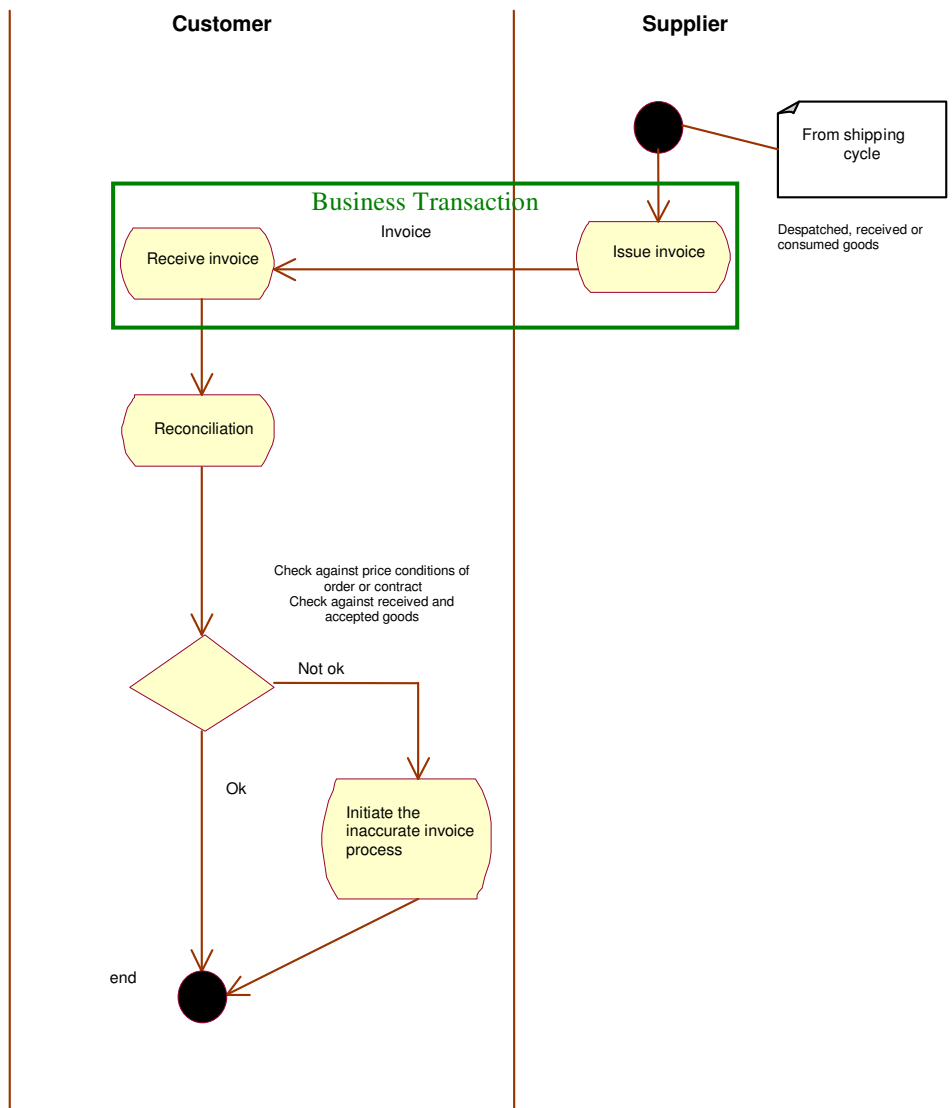 Customer
Supplier
From shipping
cycle
Business Transaction
Invoice
Despatched, received or
consumed goods
Receive invoice
Issue invoice
Reconciliation
Check against price conditions of
order or contract
Check against received and
accepted goods
Not ok
Ok
Initiate the
inaccurate invoice
process
end